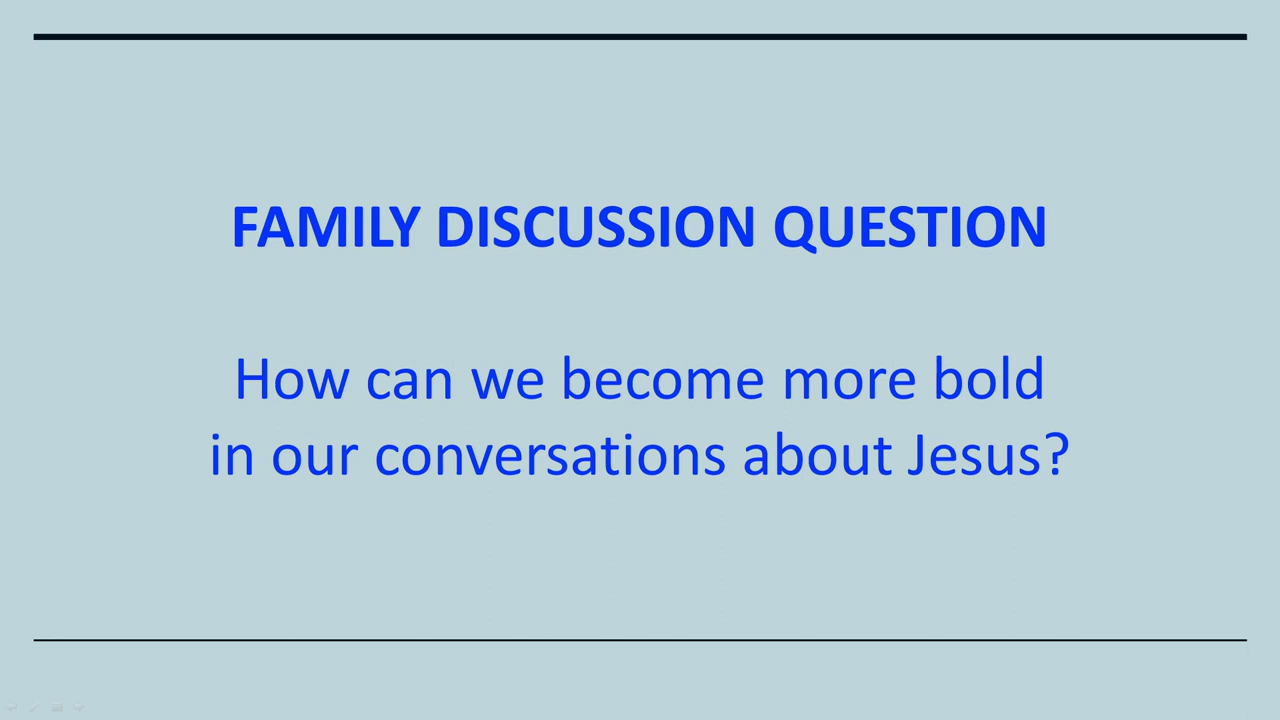 FAMILY DISCUSSION QUESTION
How can we become more bold
in our conversations about Jesus?